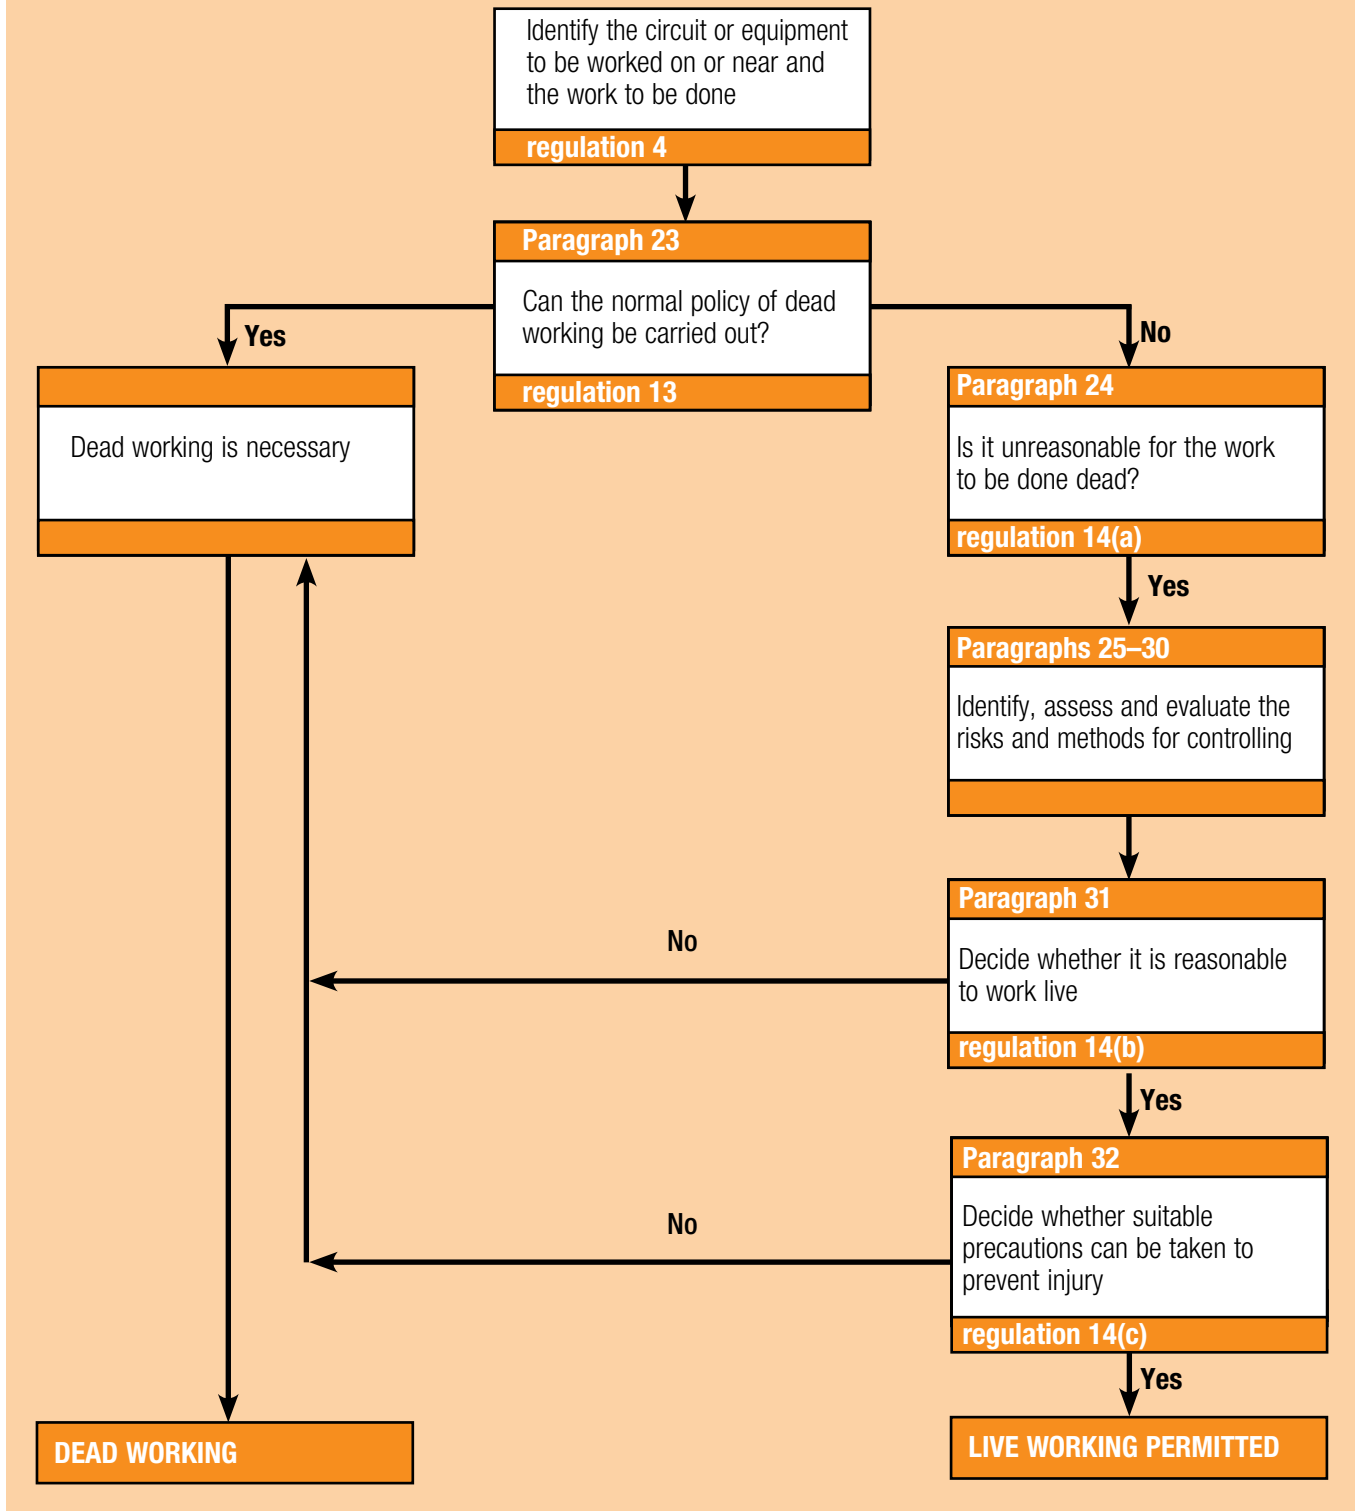 Identify the circuit or equipment
to be worked on or near and
the work to be done
regulation 4
Paragraph 23
Can the normal policy of dead
working be carried out?
regulation 13
Yes
No
Dead working is necessary
Paragraph 24
Is it unreasonable for the work
to be done dead?
regulation 14(a)
Yes
Paragraphs 25–30
Identify, assess and evaluate the
risks and methods for controlling
Paragraph 31
Decide whether it is reasonable
to work live
regulation 14(b)
No
Yes
Paragraph 32
Decide whether suitable
precautions can be taken to
prevent injury
regulation 14(c)
No
Yes
DEAD WORKING
LIVE WORKING PERMITTED